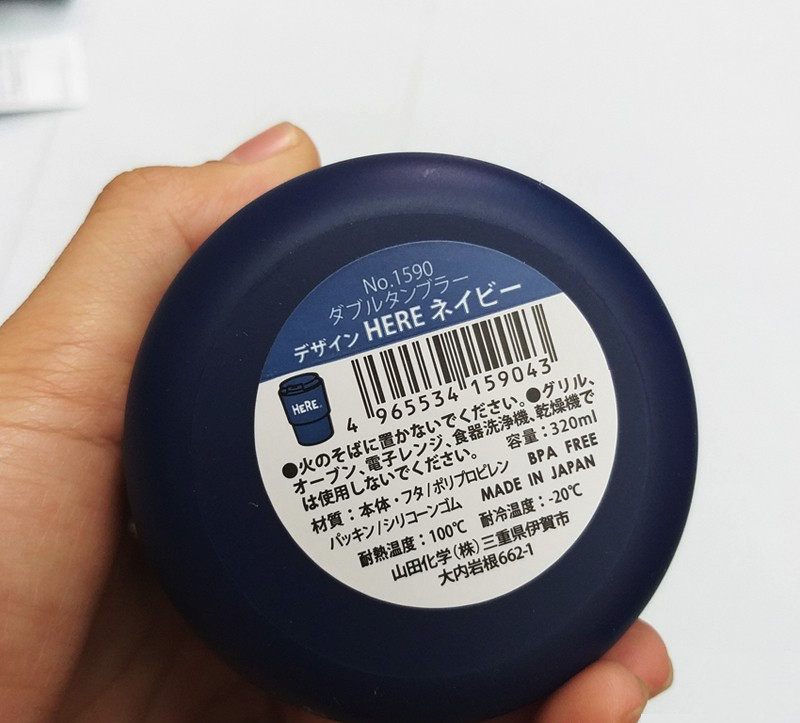 No.1590
ダブルタンブラー
デザイン HERE ネイビー
HERE.
4 965534 159043
●火のそばに置かないでください。●グリル、
オーブン、電子レンジ、食器洗浄機、乾燥機で
は使用しないでください。 容量：320ml
材質：本体・フタ/ポリプロピレン BPA FREE
パッキン/シリコーンゴム MADE IN JAPAN
耐熱温度：100℃ 耐冷温度：-20℃
山田化学(株)三重県伊賀市
大内岩根662-1